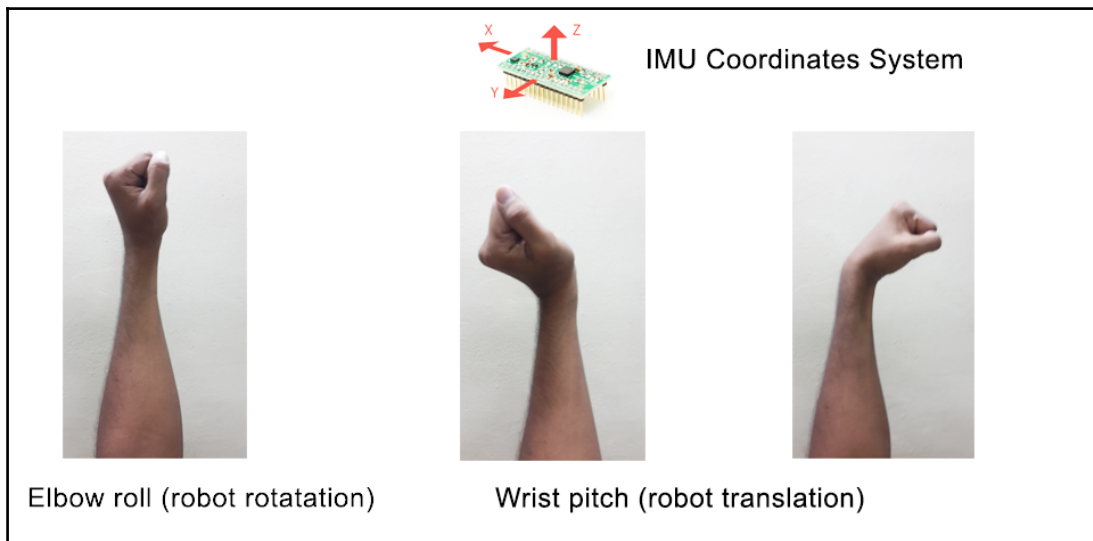 X
Z
IMU Coordinates System
Y
Elbow roll (robot rotatation)
Wrist pitch (robot translation)